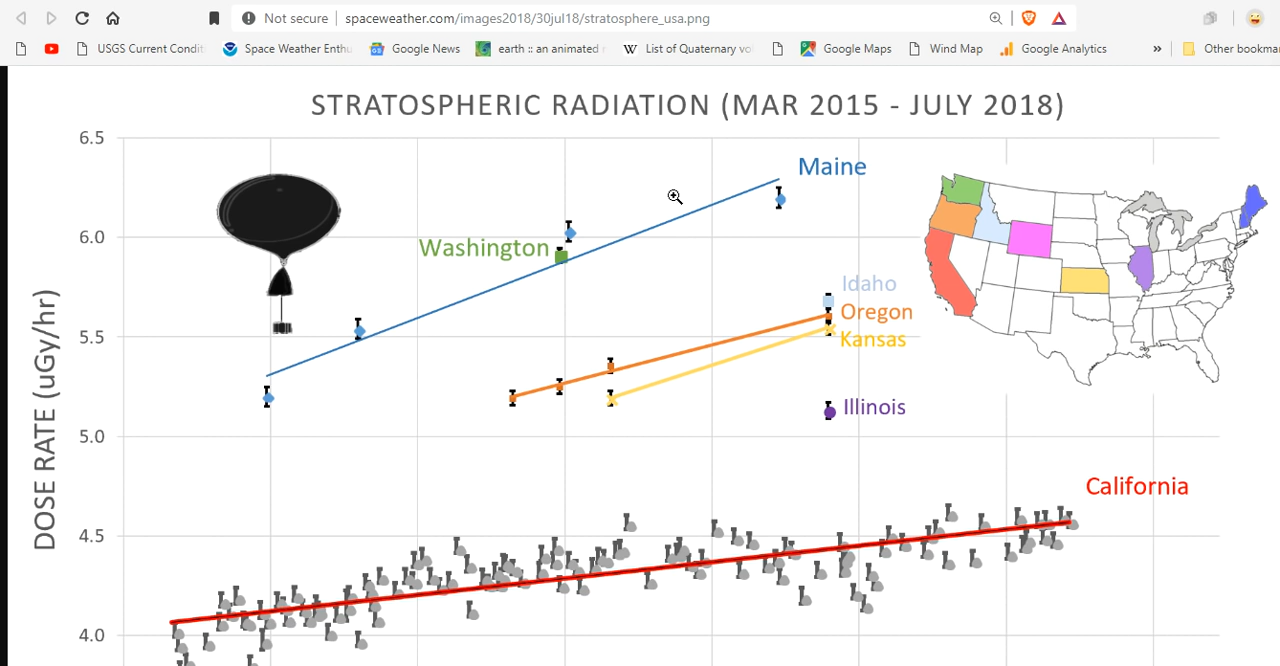 Not secure
spaceweather.com/images2018/30jul18/stratosphere_usa.png
USGS Current Condit
Space Weather Enthu
Google News
earth :: an animated
List of Quaternary vo
Google Maps
Wind Map
Google Analytics
»
Other bookma
STRATOSPHERIC RADIATION (MAR 2015 - JULY 2018)
6.5
Maine
6.0
Washington
Idaho
Oregon
5.5
Kansas
Illinois
5.0
California
4.5
4.0
DOSE RATE (uGy/hr)